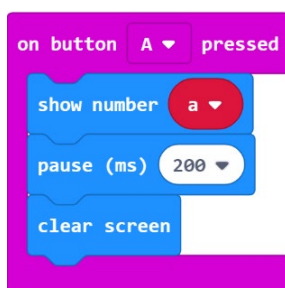 on button A pressed
show number a
pause (ms) 200
clear screen